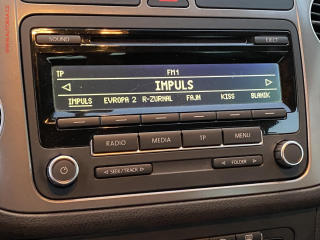 SOUND
EJECT
TP FM1
IMPULS
IMPULS EVROPA 2 R-ZURNAL FAJN KISS BLANIK
RADIO MEDIA TP MENU
SEEK / TRACK FOLDER